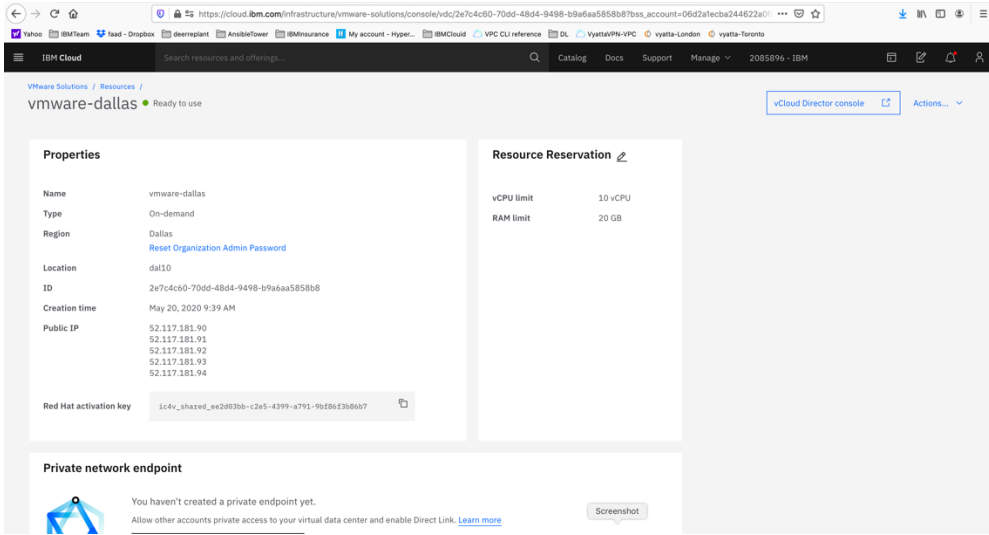 https://cloud.ibm.com/infrastructure/vmware-solutions/console/vdc/2e7c4c60-70dd-48d4-9498-b9a6aa5858b8?bss_account=06d2a1ecba244622a0
Yahoo IBMTeam faad - Dropbox deerreplant AnsibleTower IBMInsurance My account - Hyper... IBMClouid VPC CLI reference DL VyattaVPN-VPC vyatta-London vyatta-Toronto
IBM Cloud Search resources and offerings... Catalog Docs Support Manage 2085896 - IBM
VMware Solutions / Resources /
vmware-dallas Ready to use
vCloud Director console Actions...
Properties
Name vmware-dallas
Type On-demand
Region Dallas
Reset Organization Admin Password
Location dal10
ID 2e7c4c60-70dd-48d4-9498-b9a6aa5858b8
Creation time May 20, 2020 9:39 AM
Public IP 52.117.181.90
52.117.181.91
52.117.181.92
52.117.181.93
52.117.181.94
Red Hat activation key ic4v_shared_ee2d03bb-c2e5-4399-a791-9bf86f3b86b7
Resource Reservation
vCPU limit 10 vCPU
RAM limit 20 GB
Private network endpoint
You haven't created a private endpoint yet.
Allow other accounts private access to your virtual data center and enable Direct Link. Learn more
Screenshot